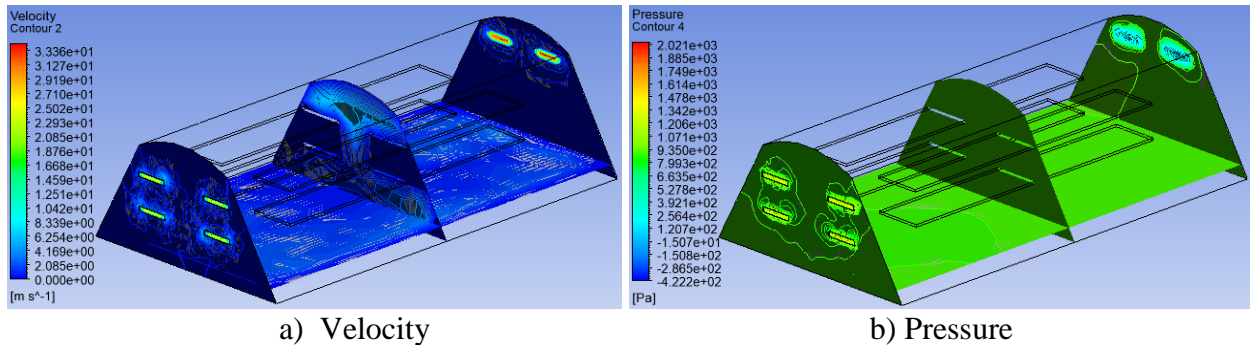 Velocity
Contour 2
3.336e+01
3.127e+01
2.919e+01
2.710e+01
2.502e+01
2.293e+01
2.085e+01
1.876e+01
1.668e+01
1.459e+01
1.251e+01
1.042e+01
8.339e+00
6.254e+00
4.169e+00
2.085e+00
0.000e+00
[m s^-1]
Pressure
Contour 4
2.021e+03
1.885e+03
1.749e+03
1.614e+03
1.478e+03
1.342e+03
1.206e+03
1.071e+03
9.350e+02
7.993e+02
6.635e+02
5.278e+02
3.921e+02
2.564e+02
1.207e+02
-1.507e+01
-1.508e+02
-2.865e+02
-4.222e+02
[Pa]
a) Velocity
b) Pressure